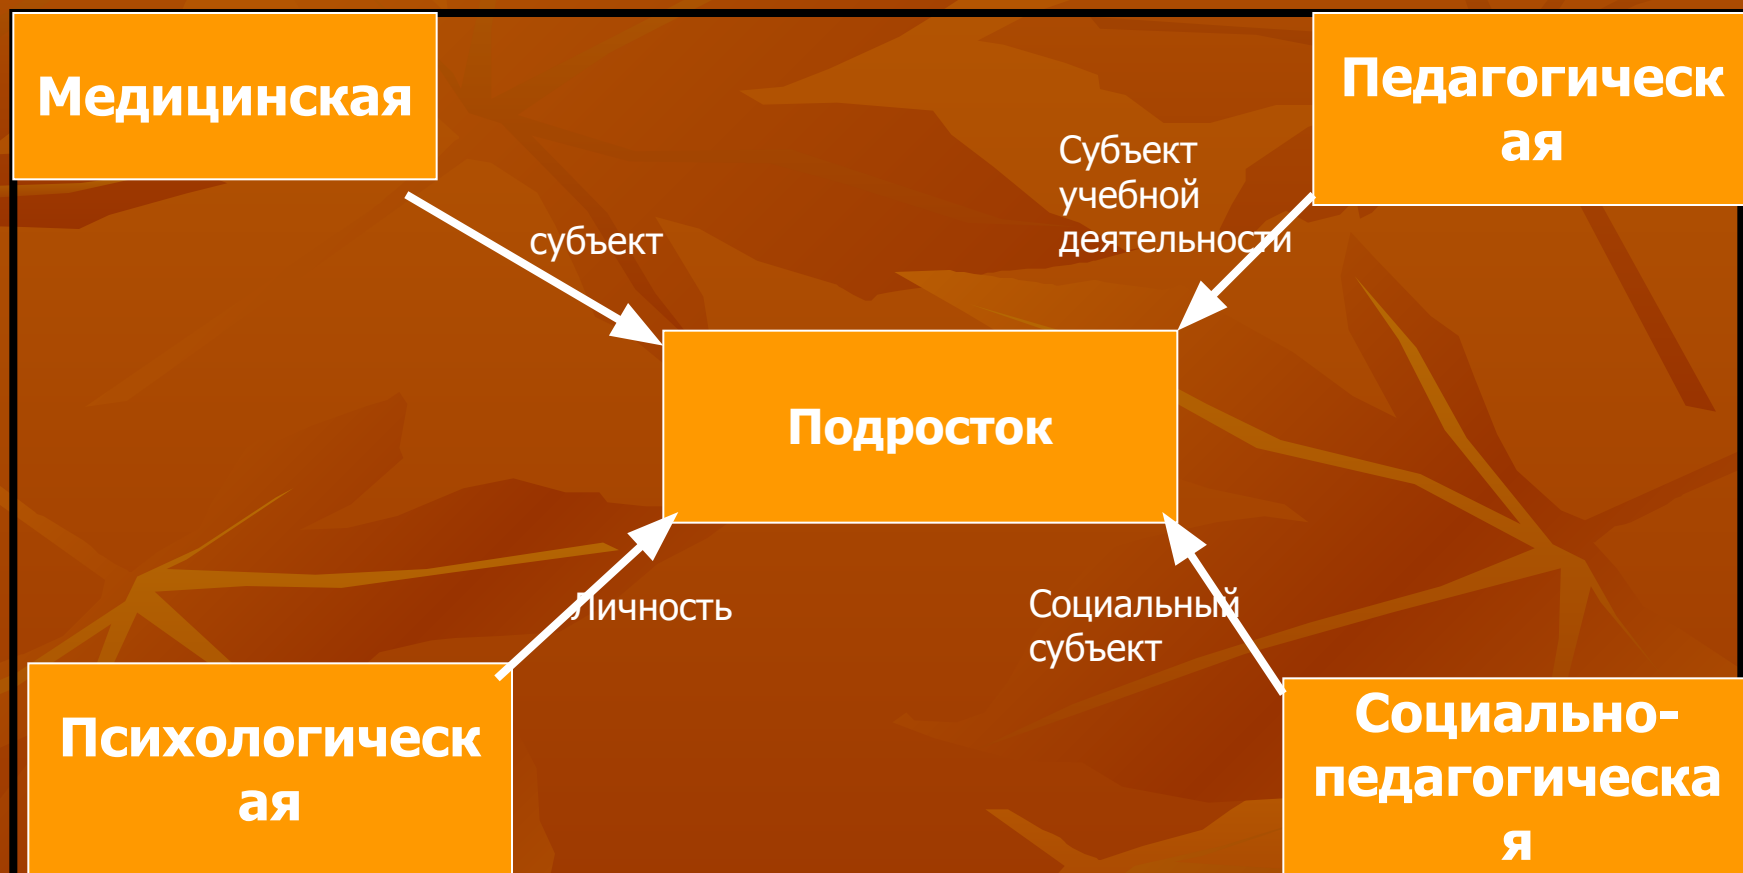 Медицинская
Педагогическ
ая
Субъект
учебной
деятельности
субъект
Подросток
Личность
Социальный
субъект
Психологическ
ая
Социально-
педагогическа
я